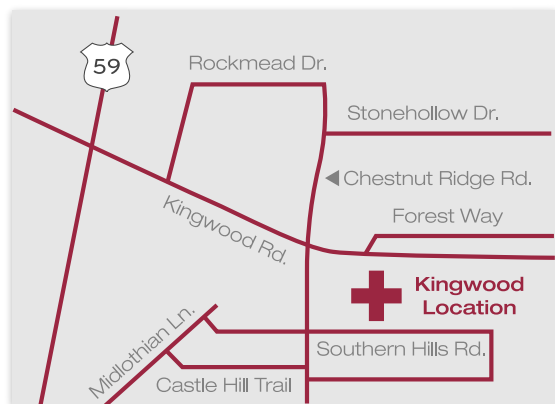 59
Rockmead Dr.
Stonehollow Dr.
Chestnut Ridge Rd.
Kingwood Rd.
Forest Way
Kingwood
Location
Midlothian Ln.
Southern Hills Rd.
Castle Hill Trail